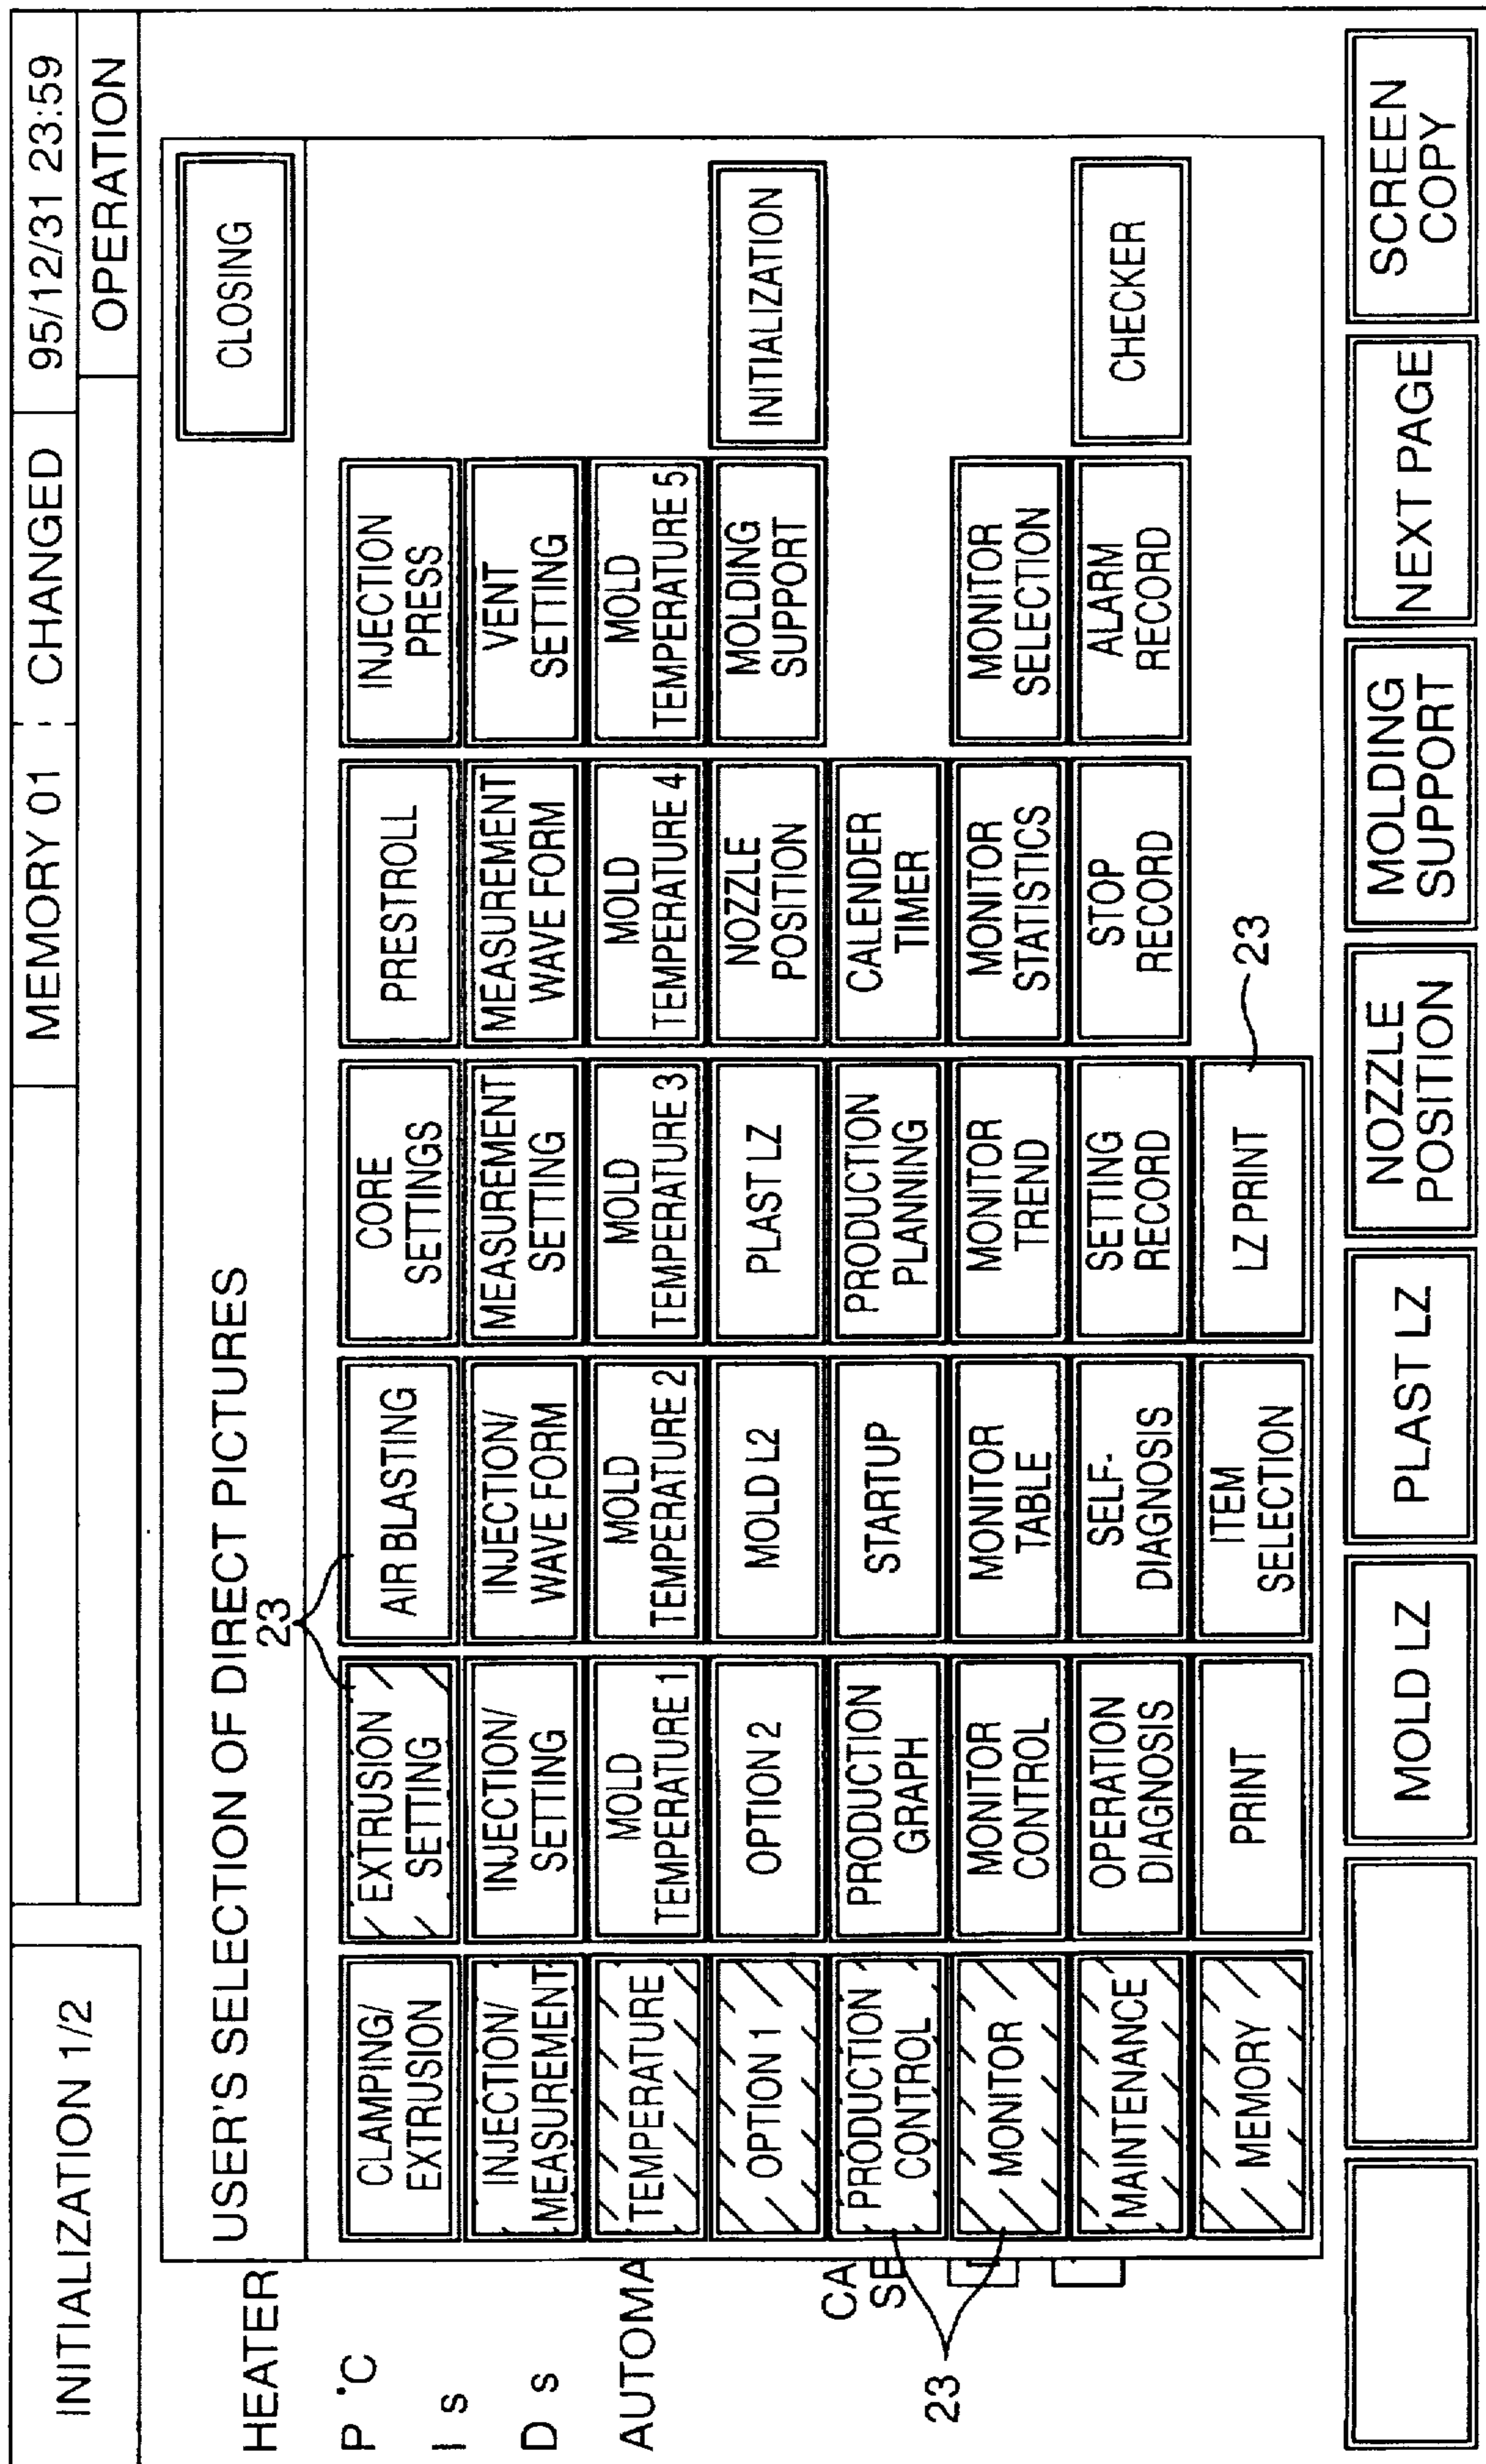 INITIALIZATION 1/2
MEMORY 01 CHANGED 95/12/31 23:59
OPERATION
HEATER
P °C
I s
D s
AUTOMA
CA
SE
USER'S SELECTION OF DIRECT PICTURES
CLOSING
23
CLAMPING/
EXTRUSION
EXTRUSION
SETTING
AIR BLASTING
CORE
SETTINGS
PRESTROLL
INJECTION
PRESS
INJECTION/
MEASUREMENT
INJECTION/
SETTING
INJECTION/
WAVE FORM
MEASUREMENT
SETTING
MEASUREMENT
WAVE FORM
VENT
SETTING
TEMPERATURE
MOLD
TEMPERATURE 1
MOLD
TEMPERATURE 2
MOLD
TEMPERATURE 3
MOLD
TEMPERATURE 4
MOLD
TEMPERATURE 5
OPTION 1
OPTION 2
MOLD L2
PLAST LZ
NOZZLE
POSITION
MOLDING
SUPPORT
INITIALIZATION
PRODUCTION
CONTROL
PRODUCTION
GRAPH
STARTUP
PRODUCTION
PLANNING
CALENDER
TIMER
MONITOR
MONITOR
CONTROL
MONITOR
TABLE
MONITOR
TREND
MONITOR
STATISTICS
MONITOR
SELECTION
MAINTENANCE
OPERATION
DIAGNOSIS
SELF-
DIAGNOSIS
SETTING
RECORD
STOP
RECORD
ALARM
RECORD
CHECKER
MEMORY
PRINT
ITEM
SELECTION
LZ PRINT
23
23
MOLD LZ
PLAST LZ
NOZZLE
POSITION
MOLDING
SUPPORT
NEXT PAGE
SCREEN
COPY